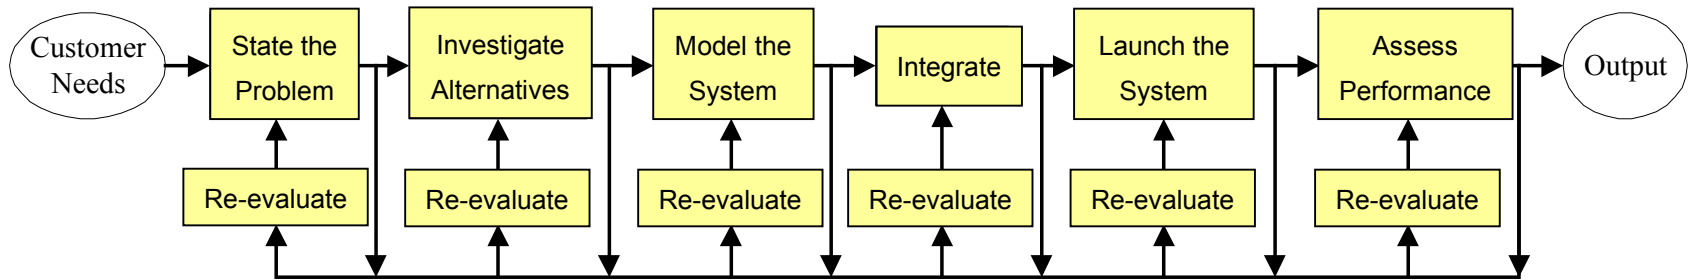 Customer
Needs
State the
Problem
Investigate
Alternatives
Model the
System
Integrate
Launch the
System
Assess
Performance
Output
Re-evaluate
Re-evaluate
Re-evaluate
Re-evaluate
Re-evaluate
Re-evaluate